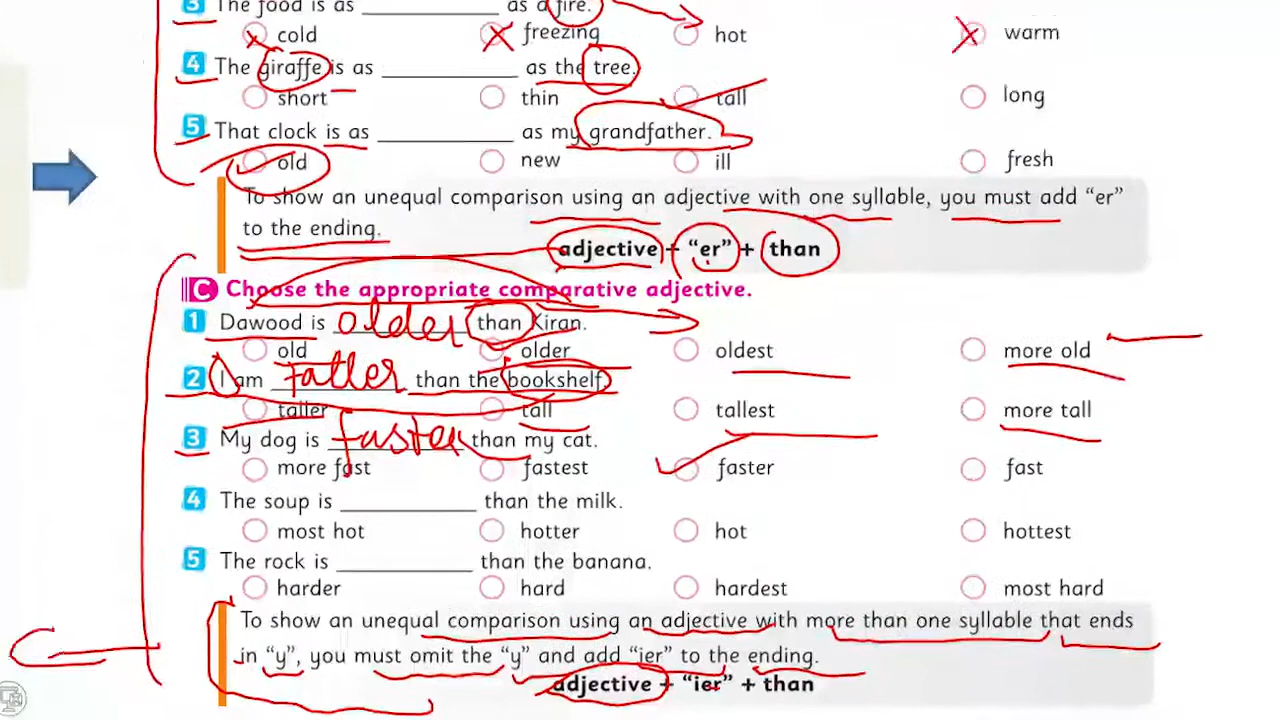 3 The food is as ____________ as a fire.
cold freezing hot warm
4 The giraffe is as ____________ as the tree.
short thin tall long
5 That clock is as ____________ as my grandfather.
old new ill fresh
To show an unequal comparison using an adjective with one syllable, you must add "er"
to the ending.
adjective + "er" + than
C Choose the appropriate comparative adjective.
1 Dawood is older than Kiran.
old older oldest more old
2 I am taller than the bookshelf.
taller tall tallest more tall
3 My dog is faster than my cat.
more fast fastest faster fast
4 The soup is ____________ than the milk.
most hot hotter hot hottest
5 The rock is ____________ than the banana.
harder hard hardest most hard
To show an unequal comparison using an adjective with more than one syllable that ends
in "y", you must omit the "y" and add "ier" to the ending.
adjective + "ier" + than